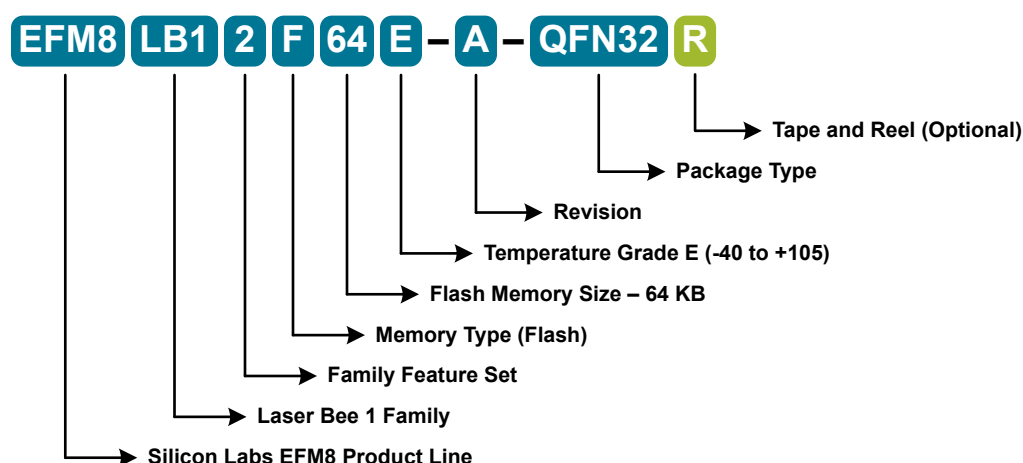 EFM8 LB1 2 F 64 E – A – QFN32 R
Tape and Reel (Optional)
Package Type
Revision
Temperature Grade E (-40 to +105)
Flash Memory Size – 64 KB
Memory Type (Flash)
Family Feature Set
Laser Bee 1 Family
Silicon Labs EFM8 Product Line